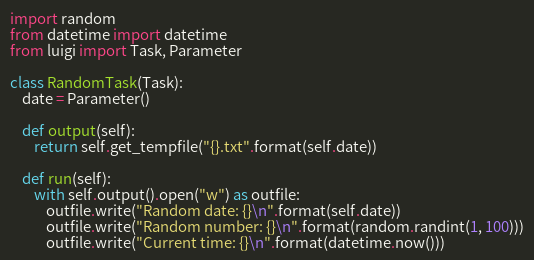 import random
from datetime import datetime
from luigi import Task, Parameter
class RandomTask(Task):
date = Parameter()
def output(self):
return self.get_tempfile("{}.txt".format(self.date))
def run(self):
with self.output().open("w") as outfile:
outfile.write("Random date: {}\n".format(self.date))
outfile.write("Random number: {}\n".format(random.randint(1, 100)))
outfile.write("Current time: {}\n".format(datetime.now()))